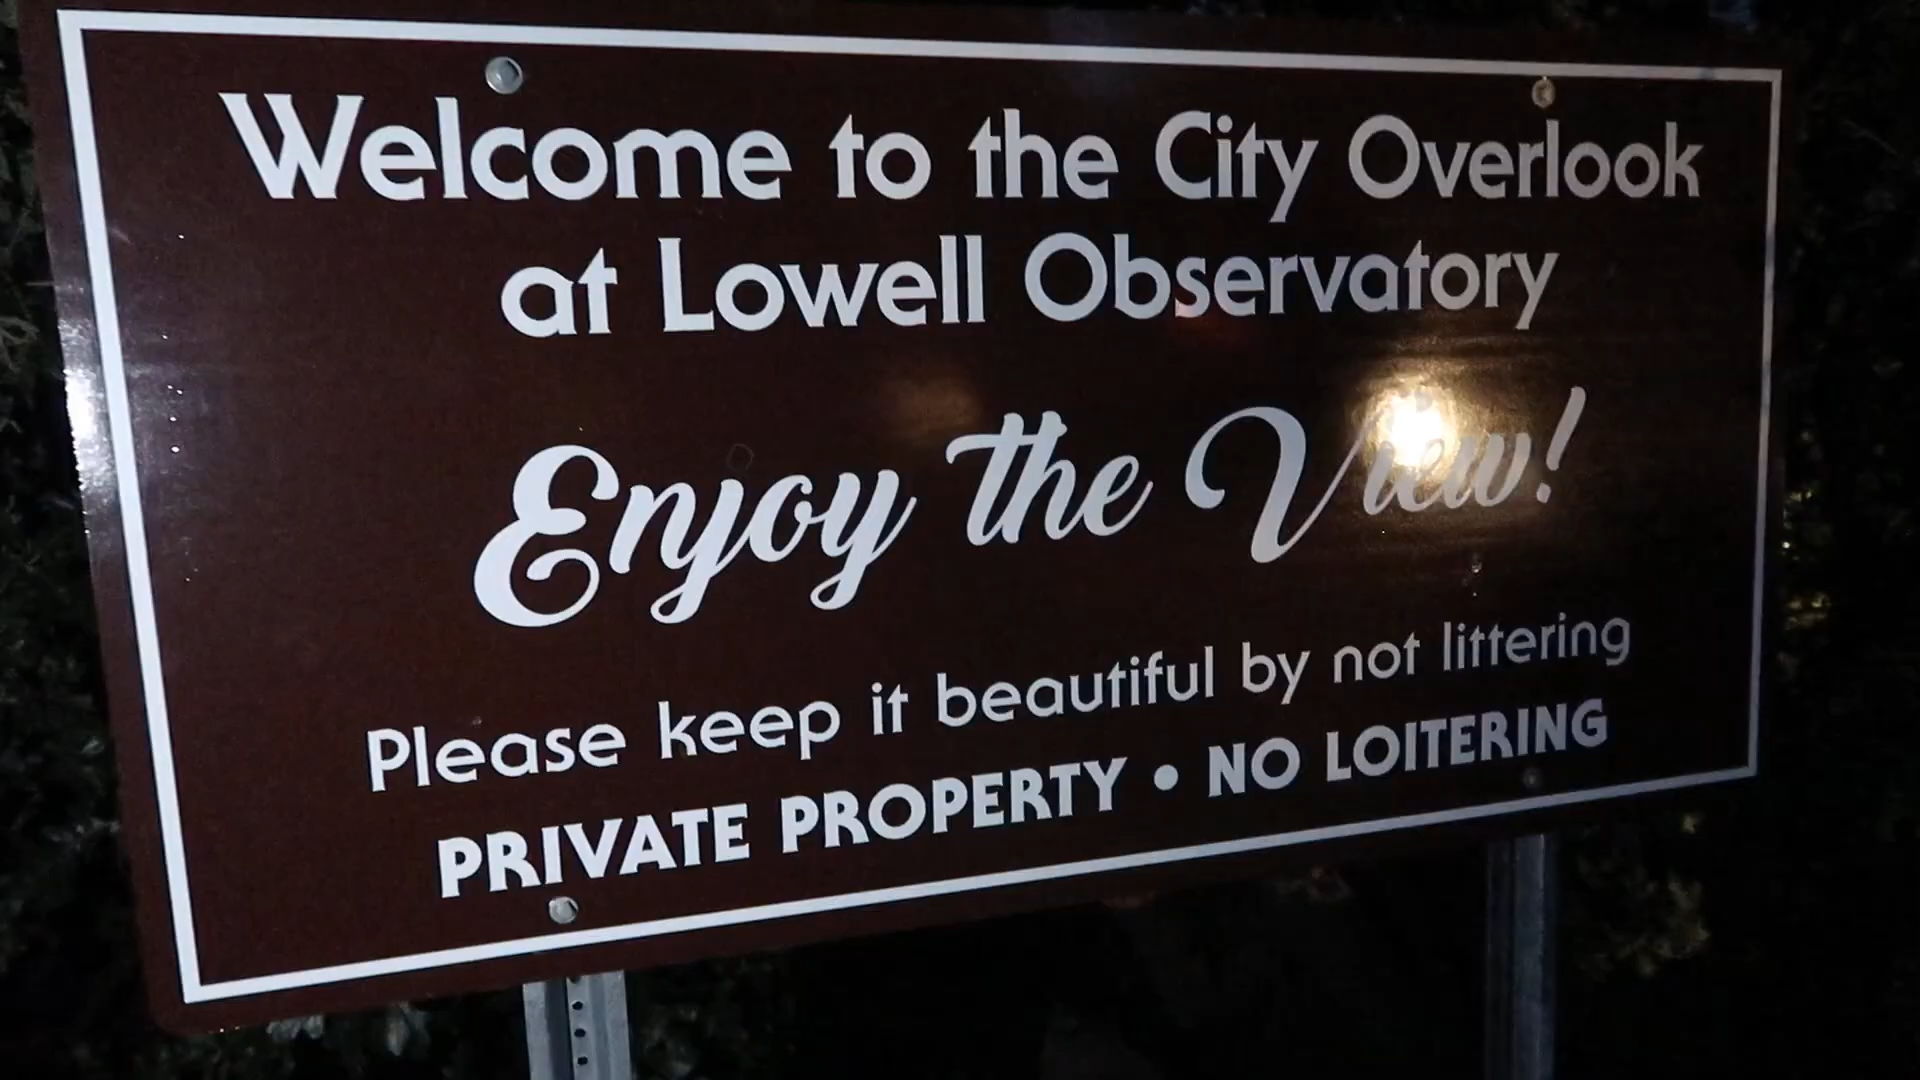 Welcome to the City Overlook
at Lowell Observatory
Enjoy the View!
Please keep it beautiful by not littering
PRIVATE PROPERTY • NO LOITERING